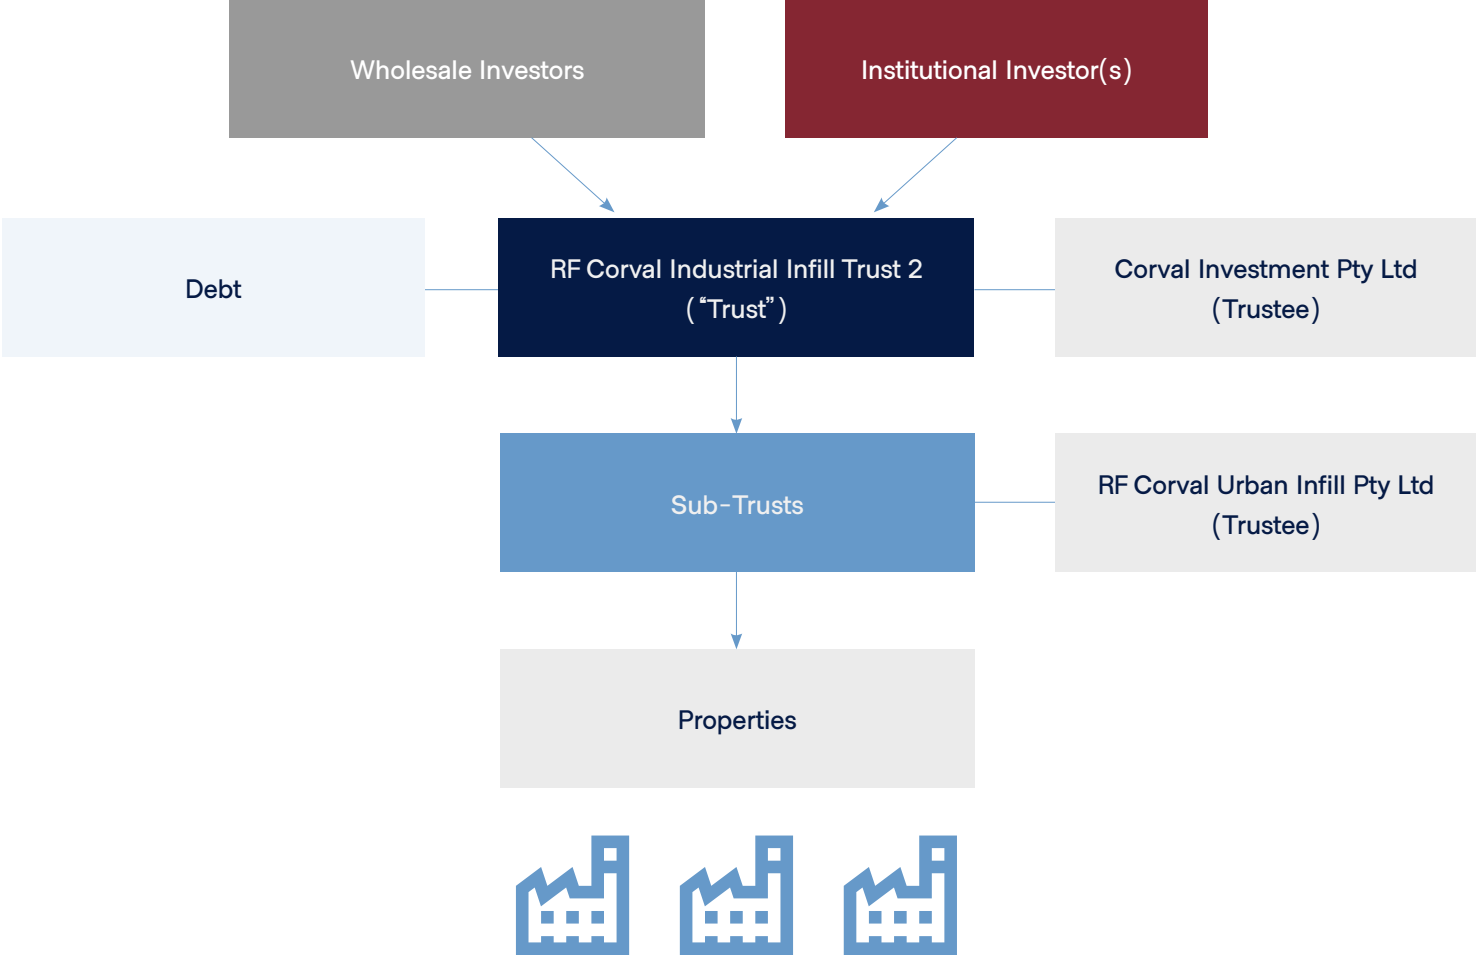 Wholesale Investors
Institutional Investor(s)
Debt
RF Corval Industrial Infill Trust 2
(“Trust”)
Corval Investment Pty Ltd
(Trustee)
Sub-Trusts
RF Corval Urban Infill Pty Ltd
(Trustee)
Properties